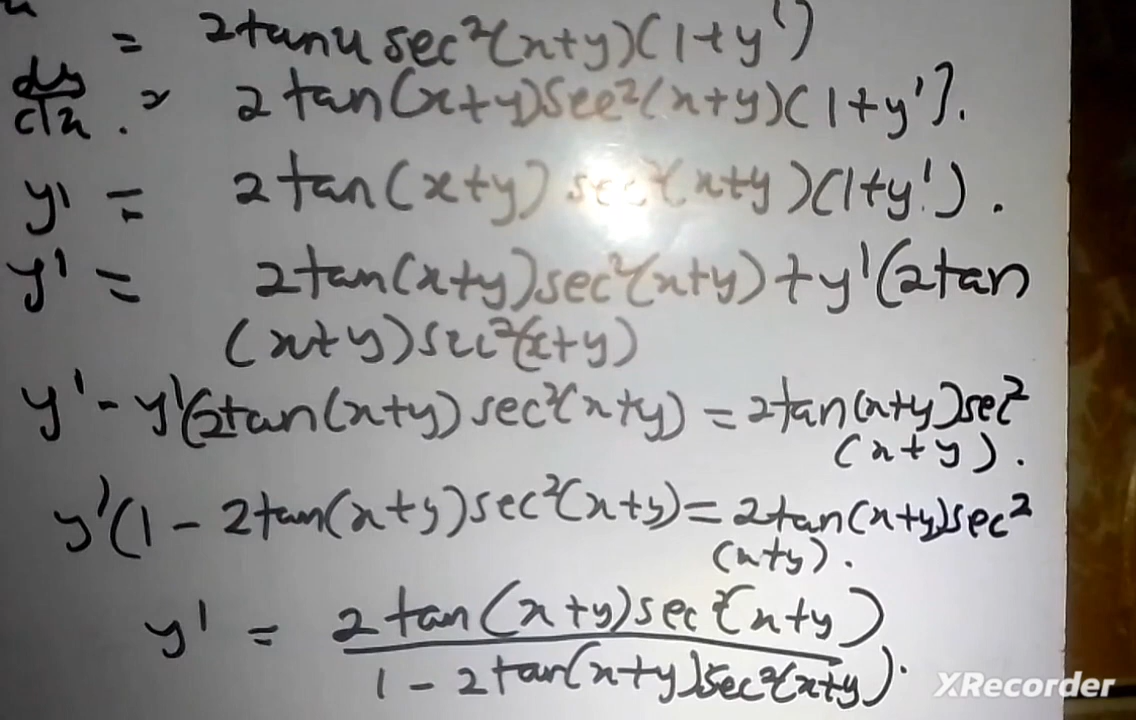 = 2tanu sec²(x+y)(1+y')
dy/dx = 2tan(x+y)sec²(x+y)(1+y').
y' = 2tan(x+y) sec²(x+y)(1+y').
y' = 2tan(x+y)sec²(x+y)+y'(2tan
(x+y)sec²(x+y)
y'-y'(2tan(x+y)sec²(x+y) = 2tan(x+y)sec²
(x+y).
y'(1-2tan(x+y)sec²(x+y) = 2tan(x+y)sec²
(x+y).
y' = 2tan(x+y)sec²(x+y)
1-2tan(x+y)sec²(x+y).
XRecorder